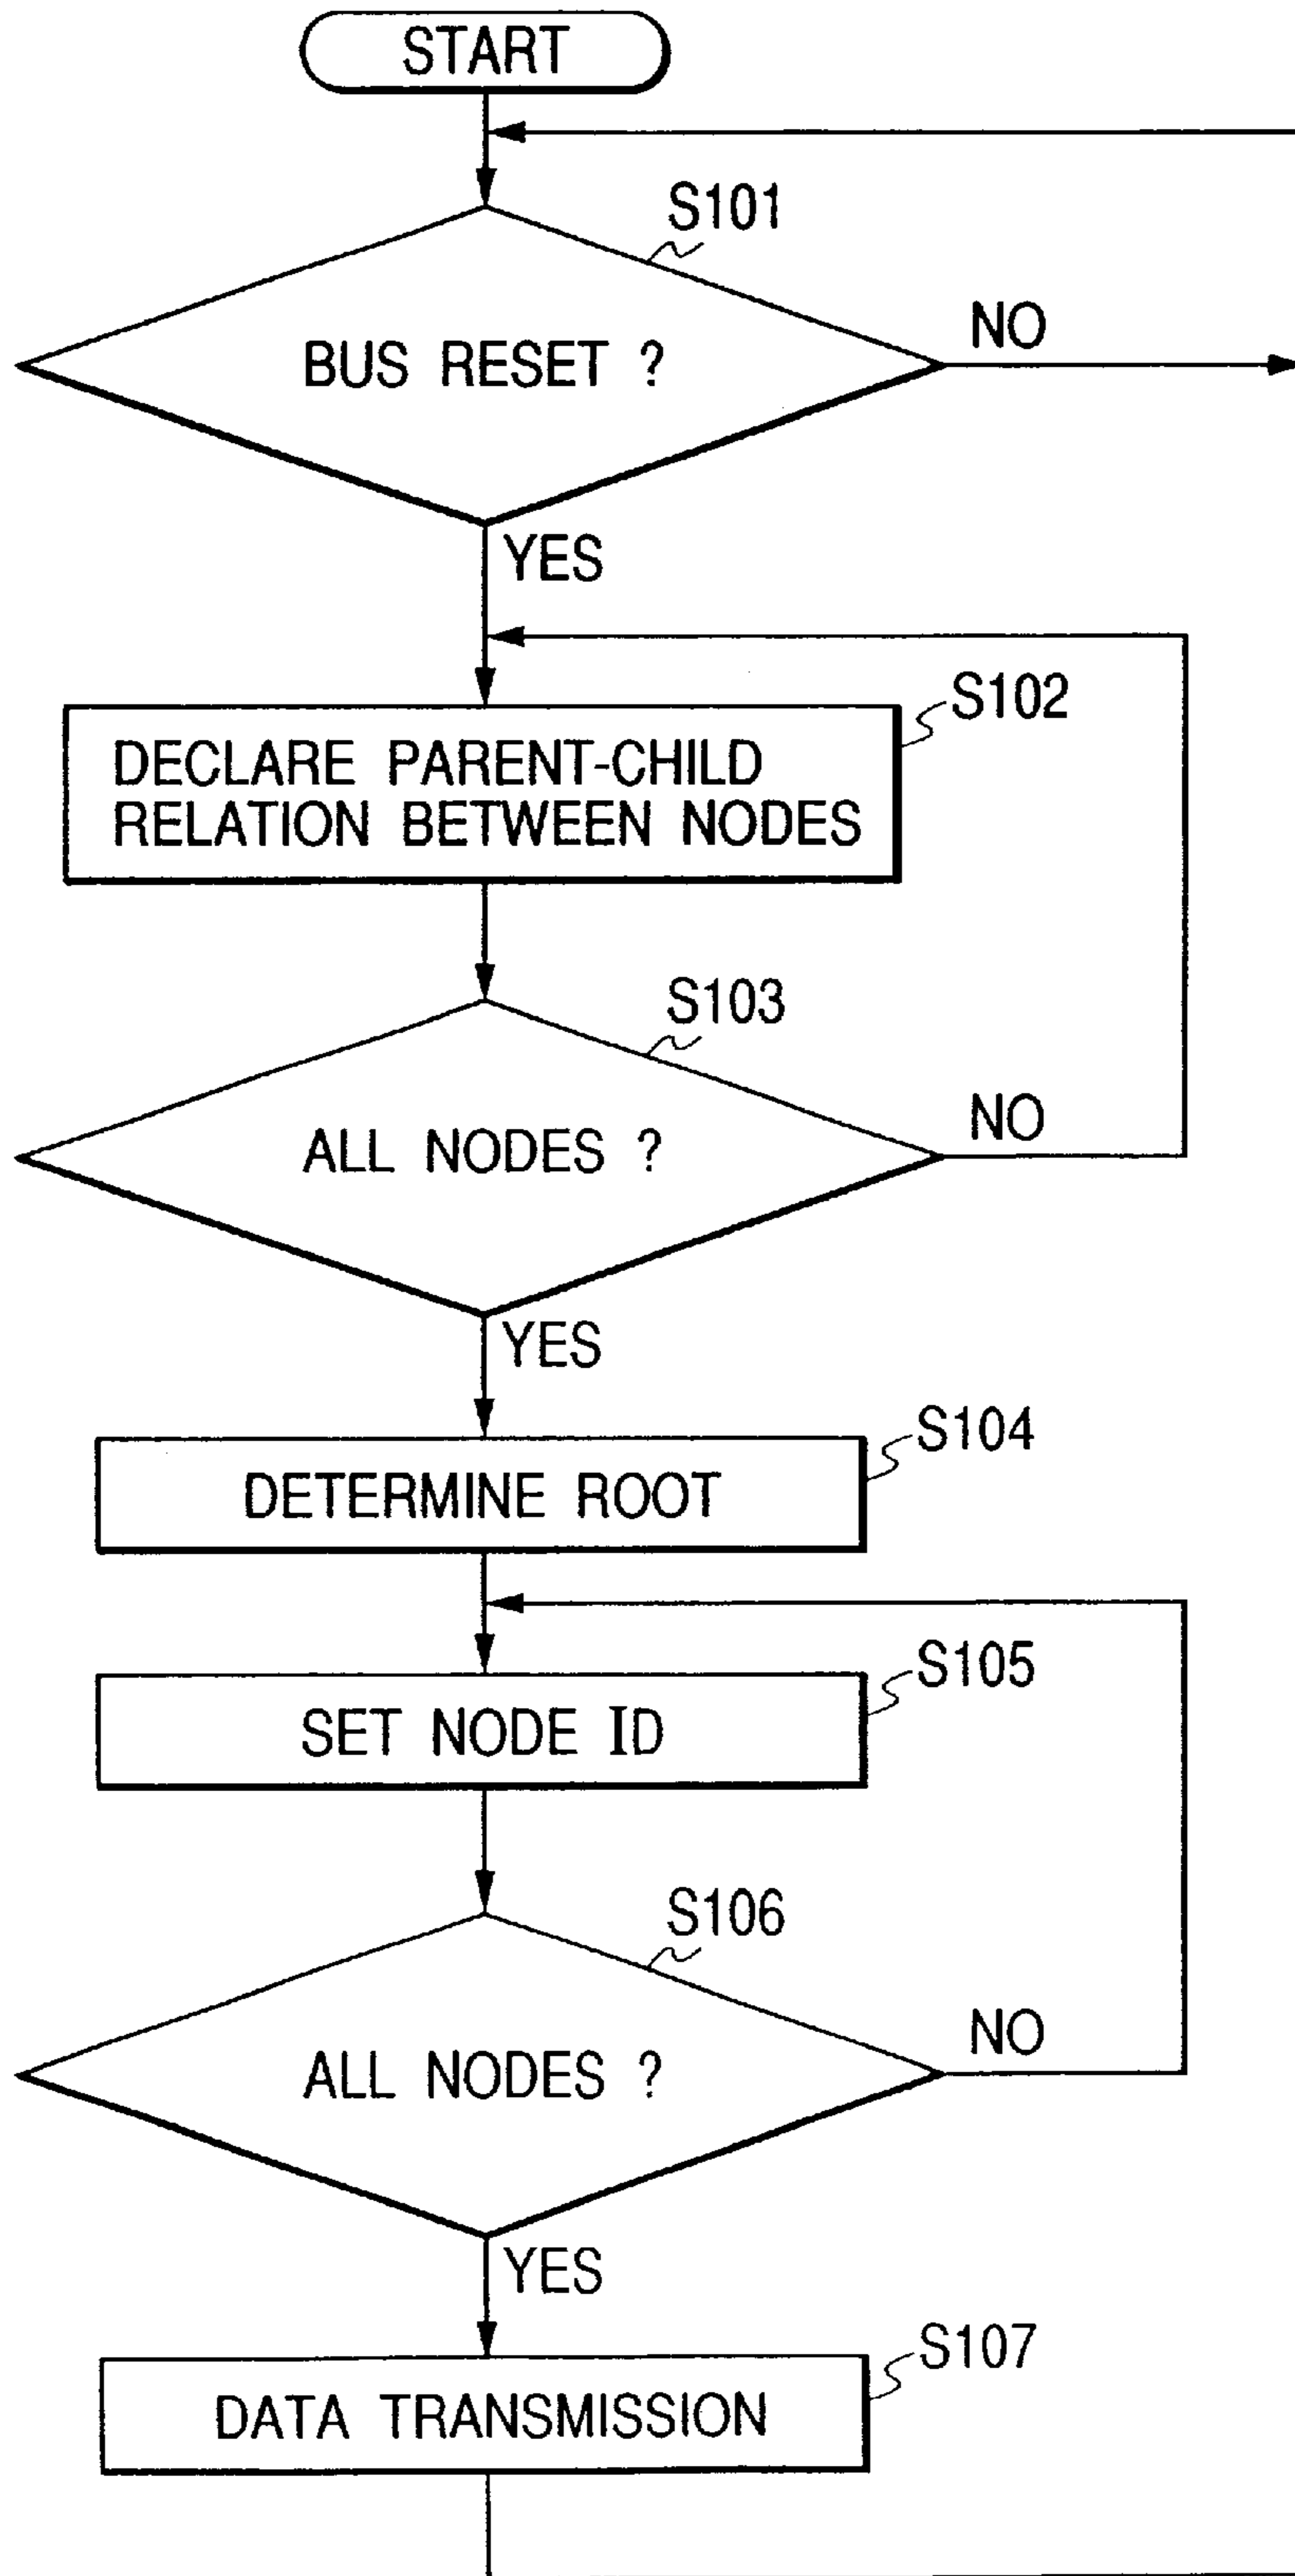 START
S101
BUS RESET ?
NO
YES
S102
DECLARE PARENT-CHILD
RELATION BETWEEN NODES
S103
ALL NODES ?
NO
YES
S104
DETERMINE ROOT
S105
SET NODE ID
S106
ALL NODES ?
NO
YES
S107
DATA TRANSMISSION